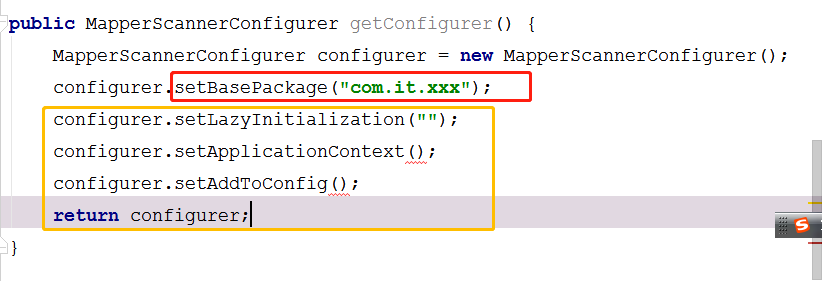 public MapperScannerConfigurer getConfigurer() {
MapperScannerConfigurer configurer = new MapperScannerConfigurer();
configurer.setBasePackage("com.it.xxx");
configurer.setLazyInitialization("");
configurer.setApplicationContext();
configurer.setAddToConfig();
return configurer;
}
S